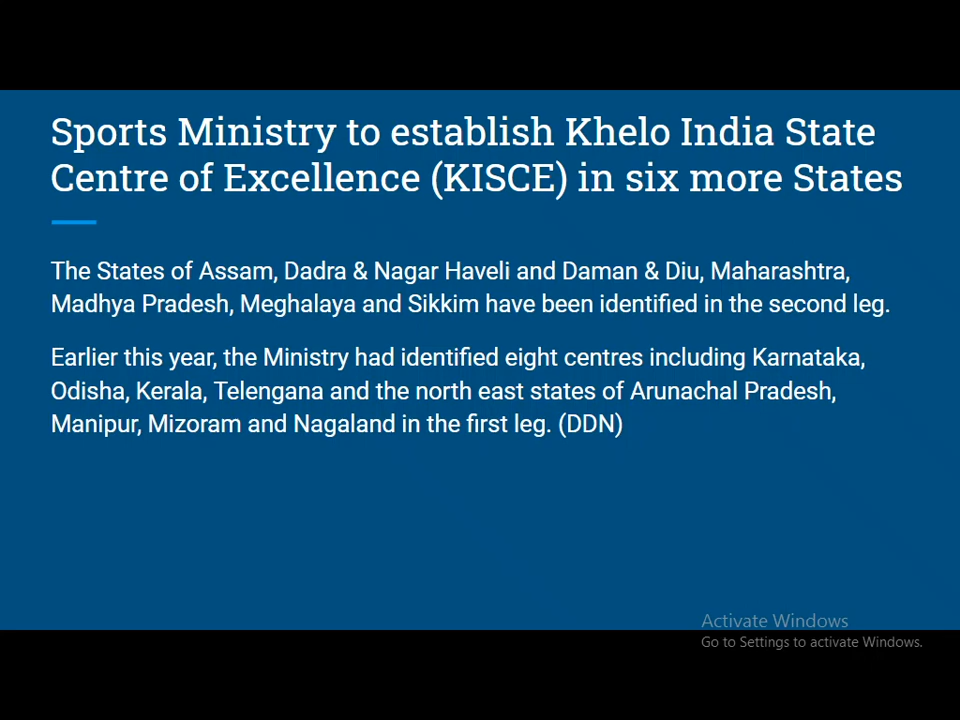 Sports Ministry to establish Khelo India State
Centre of Excellence (KISCE) in six more States
The States of Assam, Dadra & Nagar Haveli and Daman & Diu, Maharashtra,
Madhya Pradesh, Meghalaya and Sikkim have been identified in the second leg.
Earlier this year, the Ministry had identified eight centres including Karnataka,
Odisha, Kerala, Telengana and the north east states of Arunachal Pradesh,
Manipur, Mizoram and Nagaland in the first leg. (DDN)
Activate Windows
Go to Settings to activate Windows.